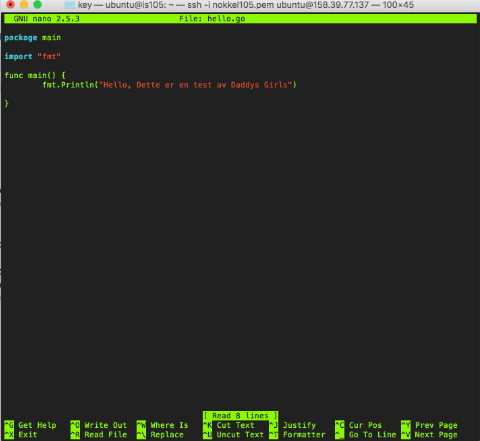 key — ubuntu@is105: ~ — ssh -i nokkel105.pem ubuntu@158.39.77.137 — 100×45
GNU nano 2.5.3 File: hello.go
package main
import "fmt"
func main() {
fmt.Println("Hello, Dette er en test av Daddys Girls")
}
[ Read 8 lines ]
^G Get Help ^O Write Out ^W Where Is ^K Cut Text ^J Justify ^C Cur Pos ^Y Prev Page
^X Exit ^R Read File ^\ Replace ^U Uncut Text ^T Formatter ^_ Go To Line ^V Next Page